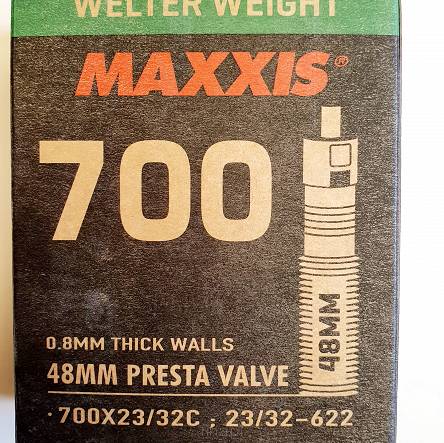 WELTER WEIGHT
MAXXIS®
700
48MM
0.8MM THICK WALLS
48MM PRESTA VALVE
· 700X23/32C ; 23/32-622